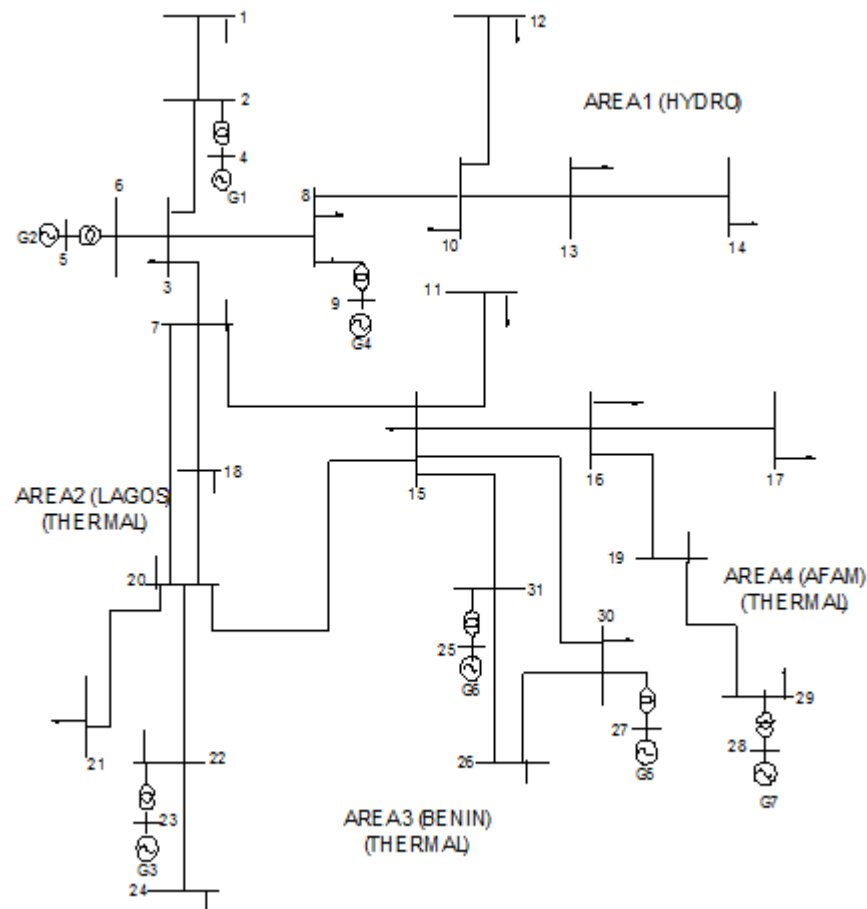 1
12
2
AREA1 (HYDRO)
4
G1
6
8
G2
5
3
10
13
14
9
G4
11
7
15
16
17
18
AREA2 (LAGOS)
(THERMAL)
19
20
AREA4 (AFAM)
(THERMAL)
31
30
25
G6
29
27
G5
28
G7
21
22
26
23
G3
AREA3 (BENIN)
(THERMAL)
24